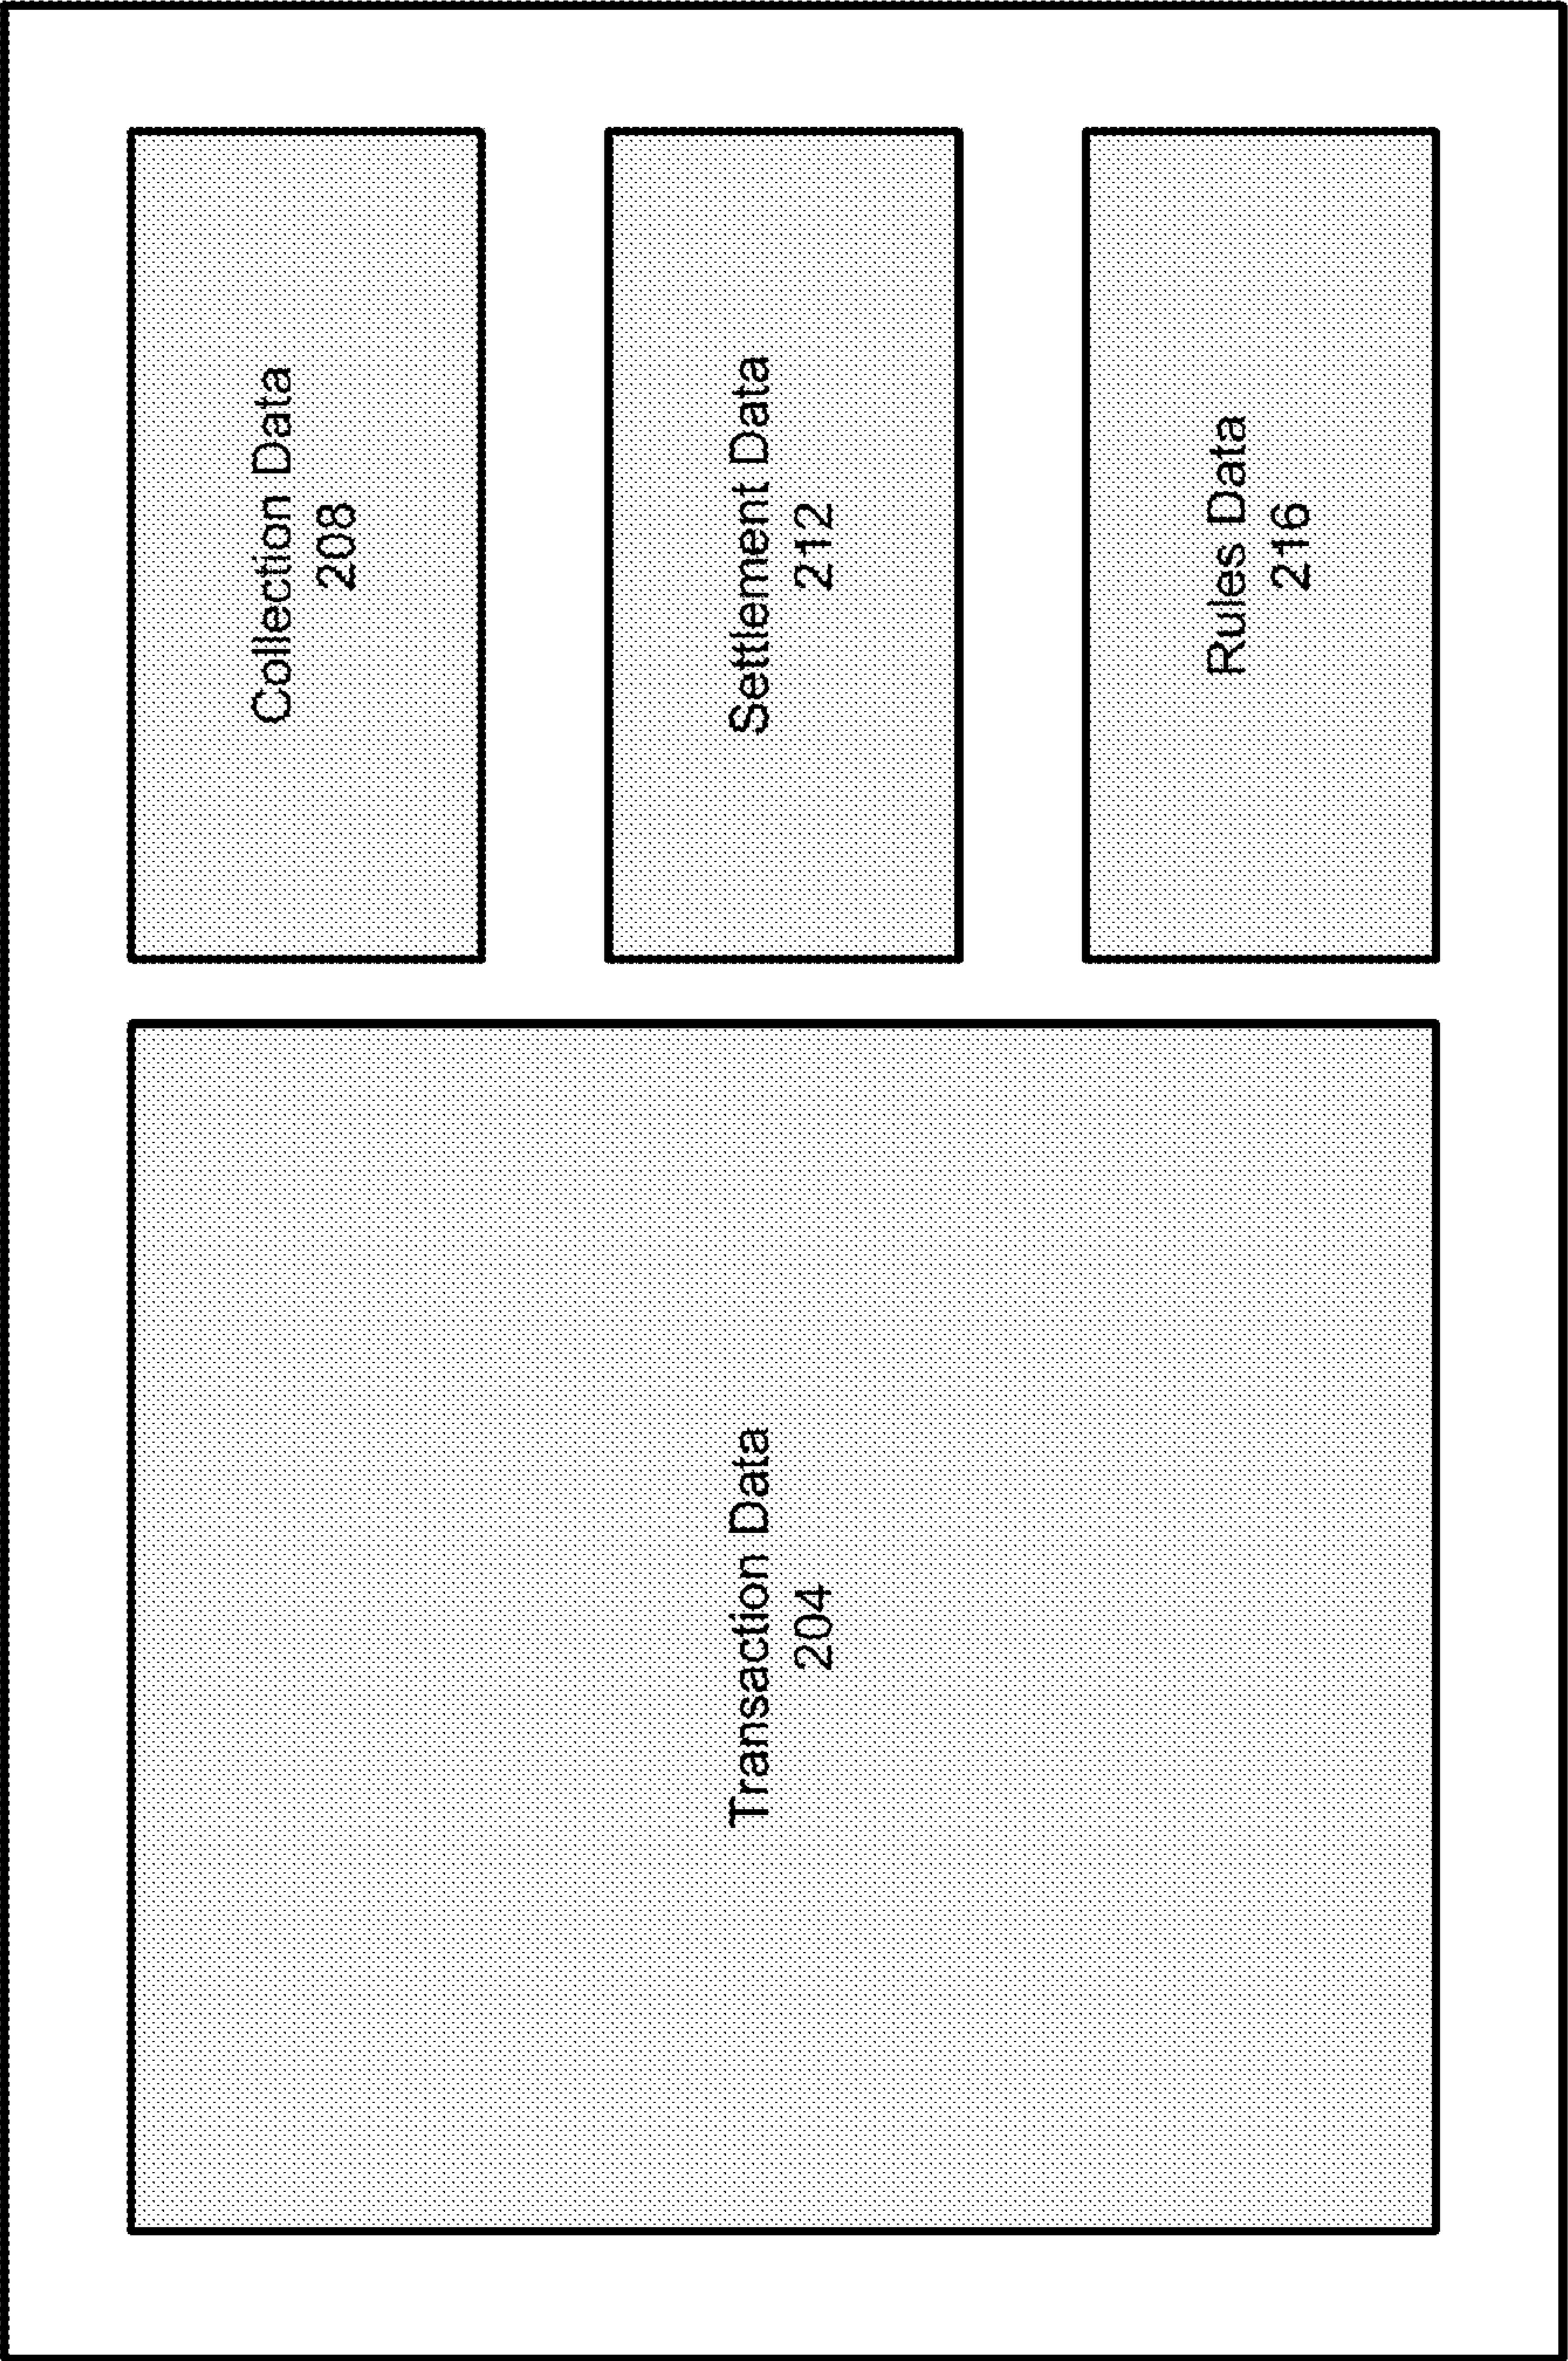 Transaction Data
204
Collection Data
208
Settlement Data
212
Rules Data
216